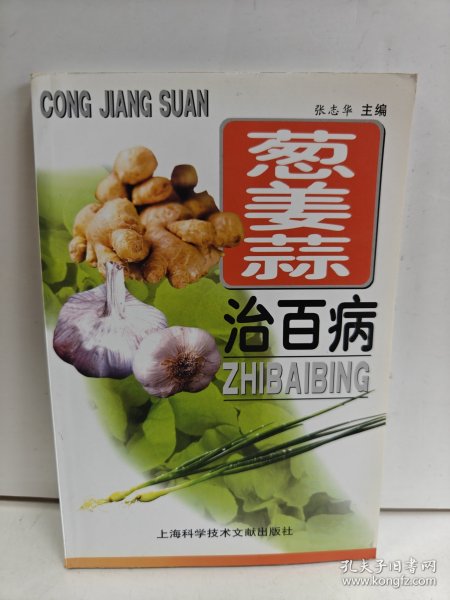 CONG JIANG SUAN
张志华 主编
葱
姜
蒜
治百病
ZHIBAIBING
上海科学技术文献出版社
孔夫子旧书网
www.kongfz.com